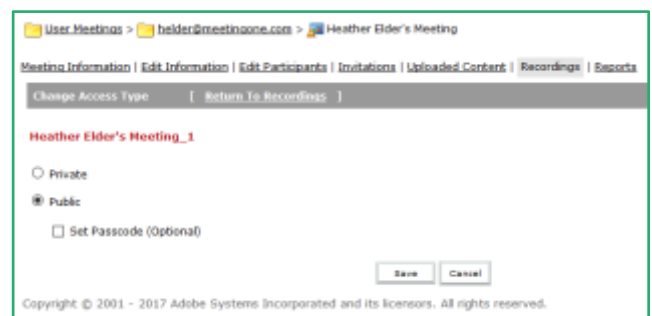 User Meetings > helder@meetingone.com > Heather Elder's Meeting
Meeting Information | Edit Information | Edit Participants | Invitations | Uploaded Content | Recordings | Reports
Change Access Type [ Return To Recordings ]
Heather Elder's Meeting_1
Private
Public
Set Passcode (Optional)
Save Cancel
Copyright © 2001 - 2017 Adobe Systems Incorporated and its licensors. All rights reserved.